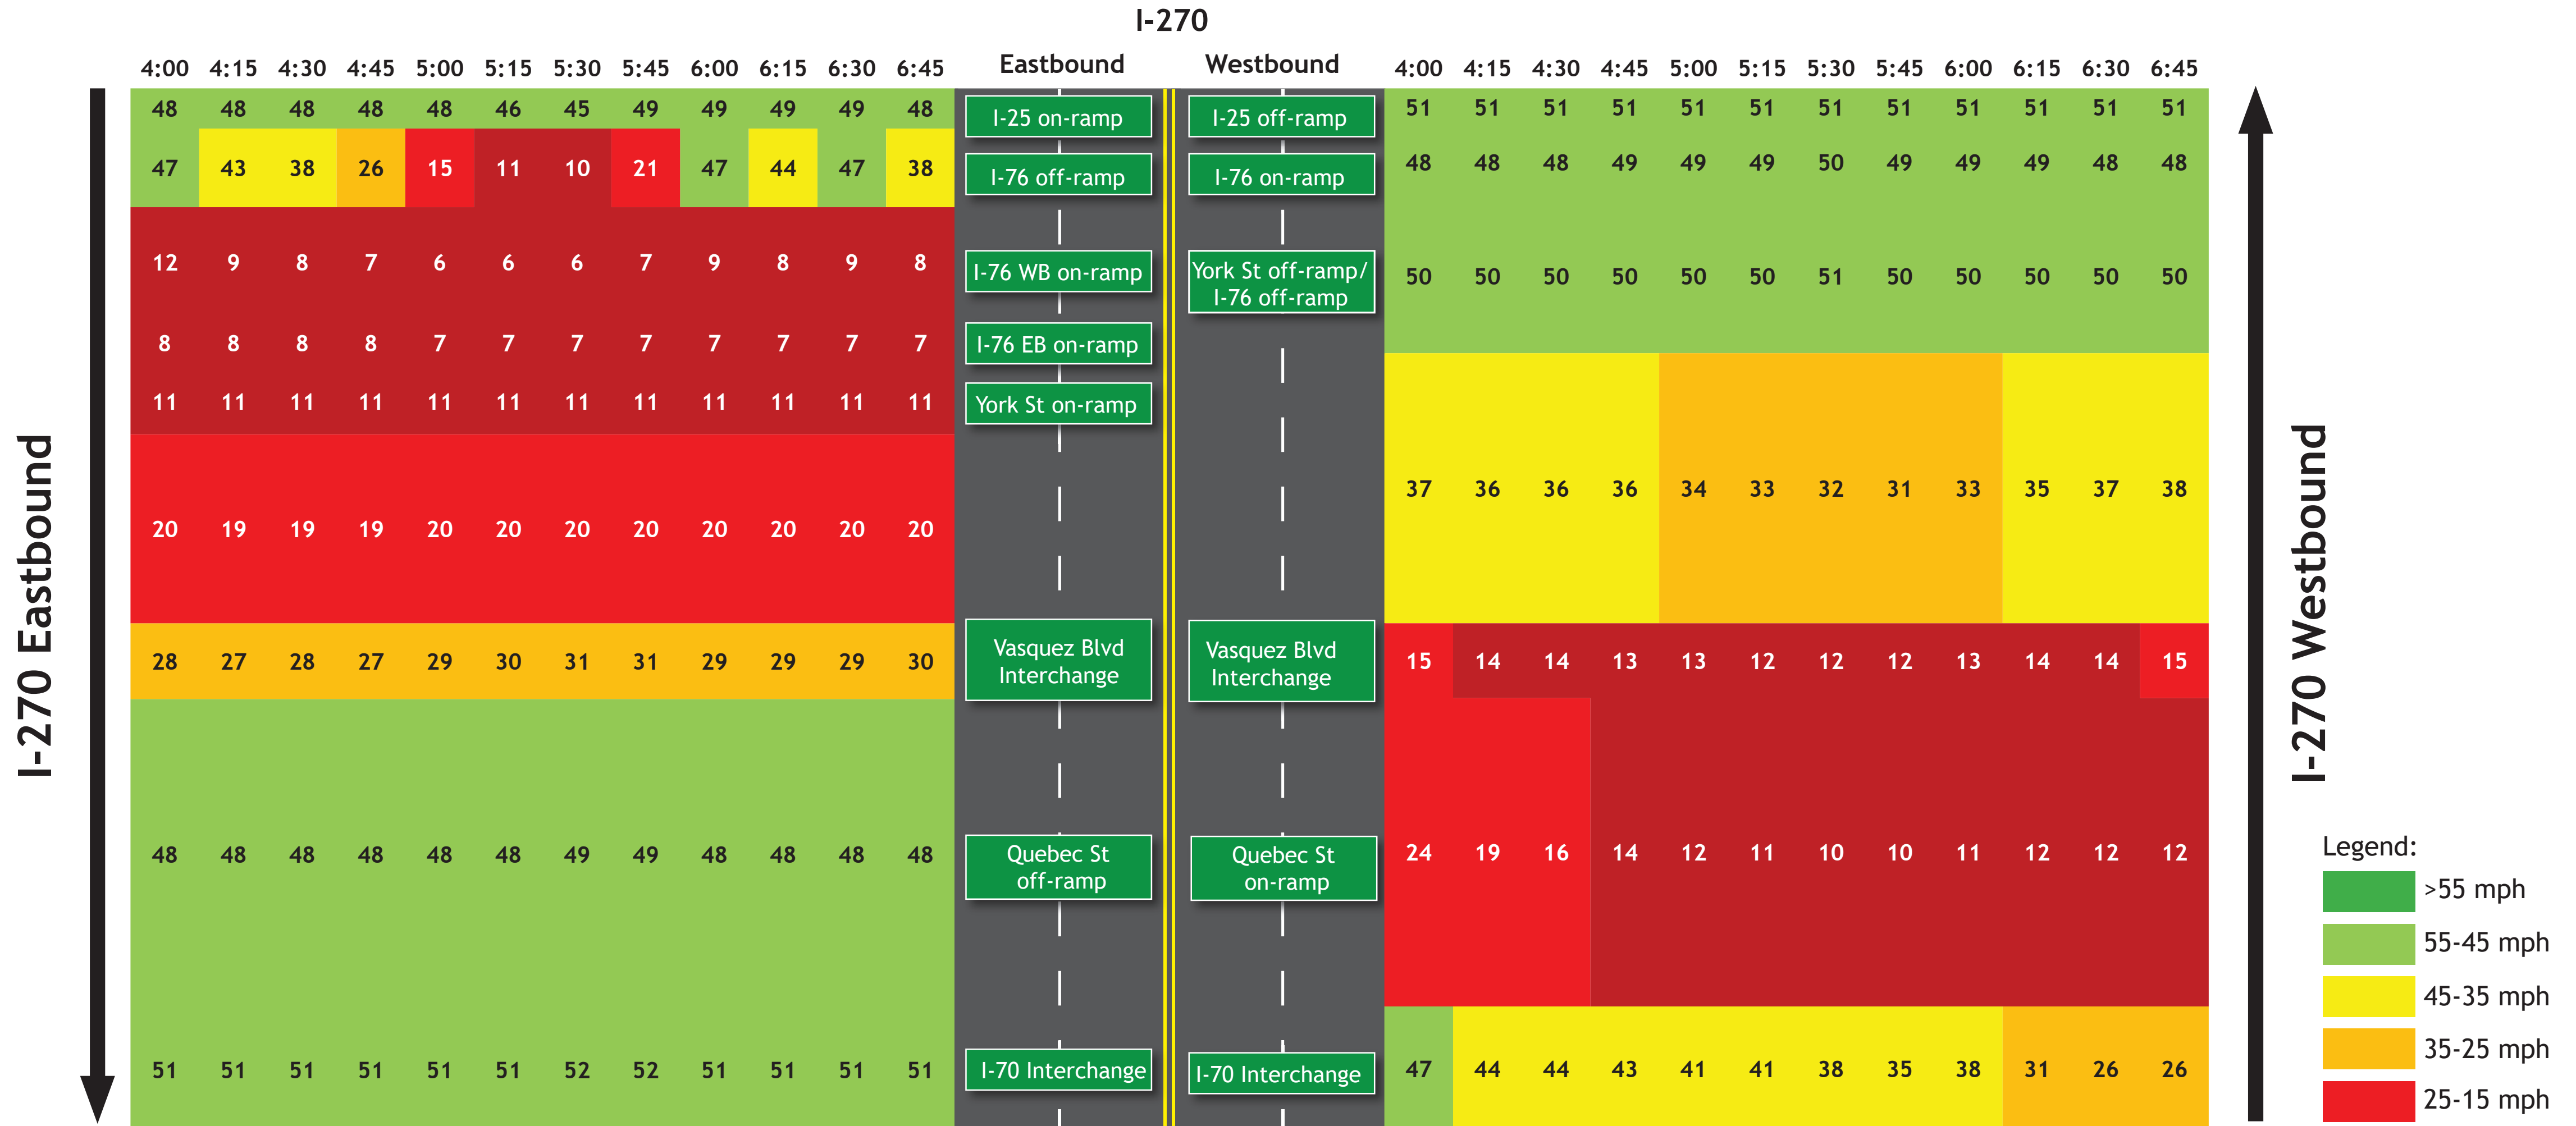 I-270
4:00 4:15 4:30 4:45 5:00 5:15 5:30 5:45 6:00 6:15 6:30 6:45 Eastbound Westbound 4:00 4:15 4:30 4:45 5:00 5:15 5:30 5:45 6:00 6:15 6:30 6:45
48 48 48 48 48 46 45 49 49 49 49 48 I-25 on-ramp I-25 off-ramp 51 51 51 51 51 51 51 51 51 51 51 51
47 43 38 26 15 11 10 21 47 44 47 38 I-76 off-ramp I-76 on-ramp 48 48 48 49 49 49 50 49 49 49 48 48
12 9 8 7 6 6 6 7 9 8 9 8 I-76 WB on-ramp York St off-ramp/
I-76 off-ramp 50 50 50 50 50 50 51 50 50 50 50 50
8 8 8 8 7 7 7 7 7 7 7 7 I-76 EB on-ramp
11 11 11 11 11 11 11 11 11 11 11 11 York St on-ramp
20 19 19 19 20 20 20 20 20 20 20 20 37 36 36 36 34 33 32 31 33 35 37 38
28 27 28 27 29 30 31 31 29 29 29 30 Vasquez Blvd Vasquez Blvd 15 14 14 13 13 12 12 12 13 14 14 15
Interchange Interchange
48 48 48 48 48 48 49 49 48 48 48 48 Quebec St Quebec St 24 19 16 14 12 11 10 10 11 12 12 12
off-ramp on-ramp
51 51 51 51 51 51 52 52 51 51 51 51 I-70 Interchange I-70 Interchange 47 44 44 43 41 41 38 35 38 31 26 26
I-270 Eastbound
I-270 Westbound
Legend:
>55 mph
55-45 mph
45-35 mph
35-25 mph
25-15 mph